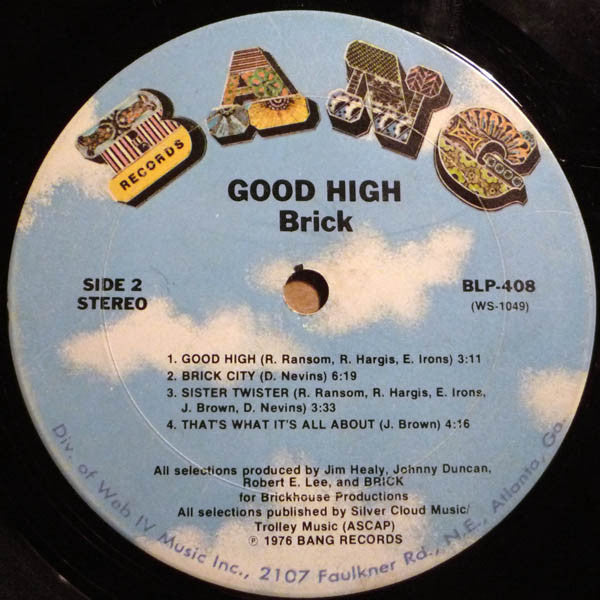 BANG
RECORDS
GOOD HIGH
Brick
SIDE 2
STEREO
BLP-408
(WS-1049)
1. GOOD HIGH (R. Ransom, R. Hargis, E. Irons) 3:11
2. BRICK CITY (D. Nevins) 6:19
3. SISTER TWISTER (R. Ransom, R. Hargis, E. Irons,
J. Brown, D. Nevins) 3:33
4. THAT'S WHAT IT'S ALL ABOUT (J. Brown) 4:16
All selections produced by Jim Healy, Johnny Duncan,
Robert E. Lee, and BRICK
for Brickhouse Productions
All selections published by Silver Cloud Music/
Trolley Music (ASCAP)
℗ 1976 BANG RECORDS
Div. of Web IV Music Inc., 2107 Faulkner Rd., N.E., Atlanta, Ga.